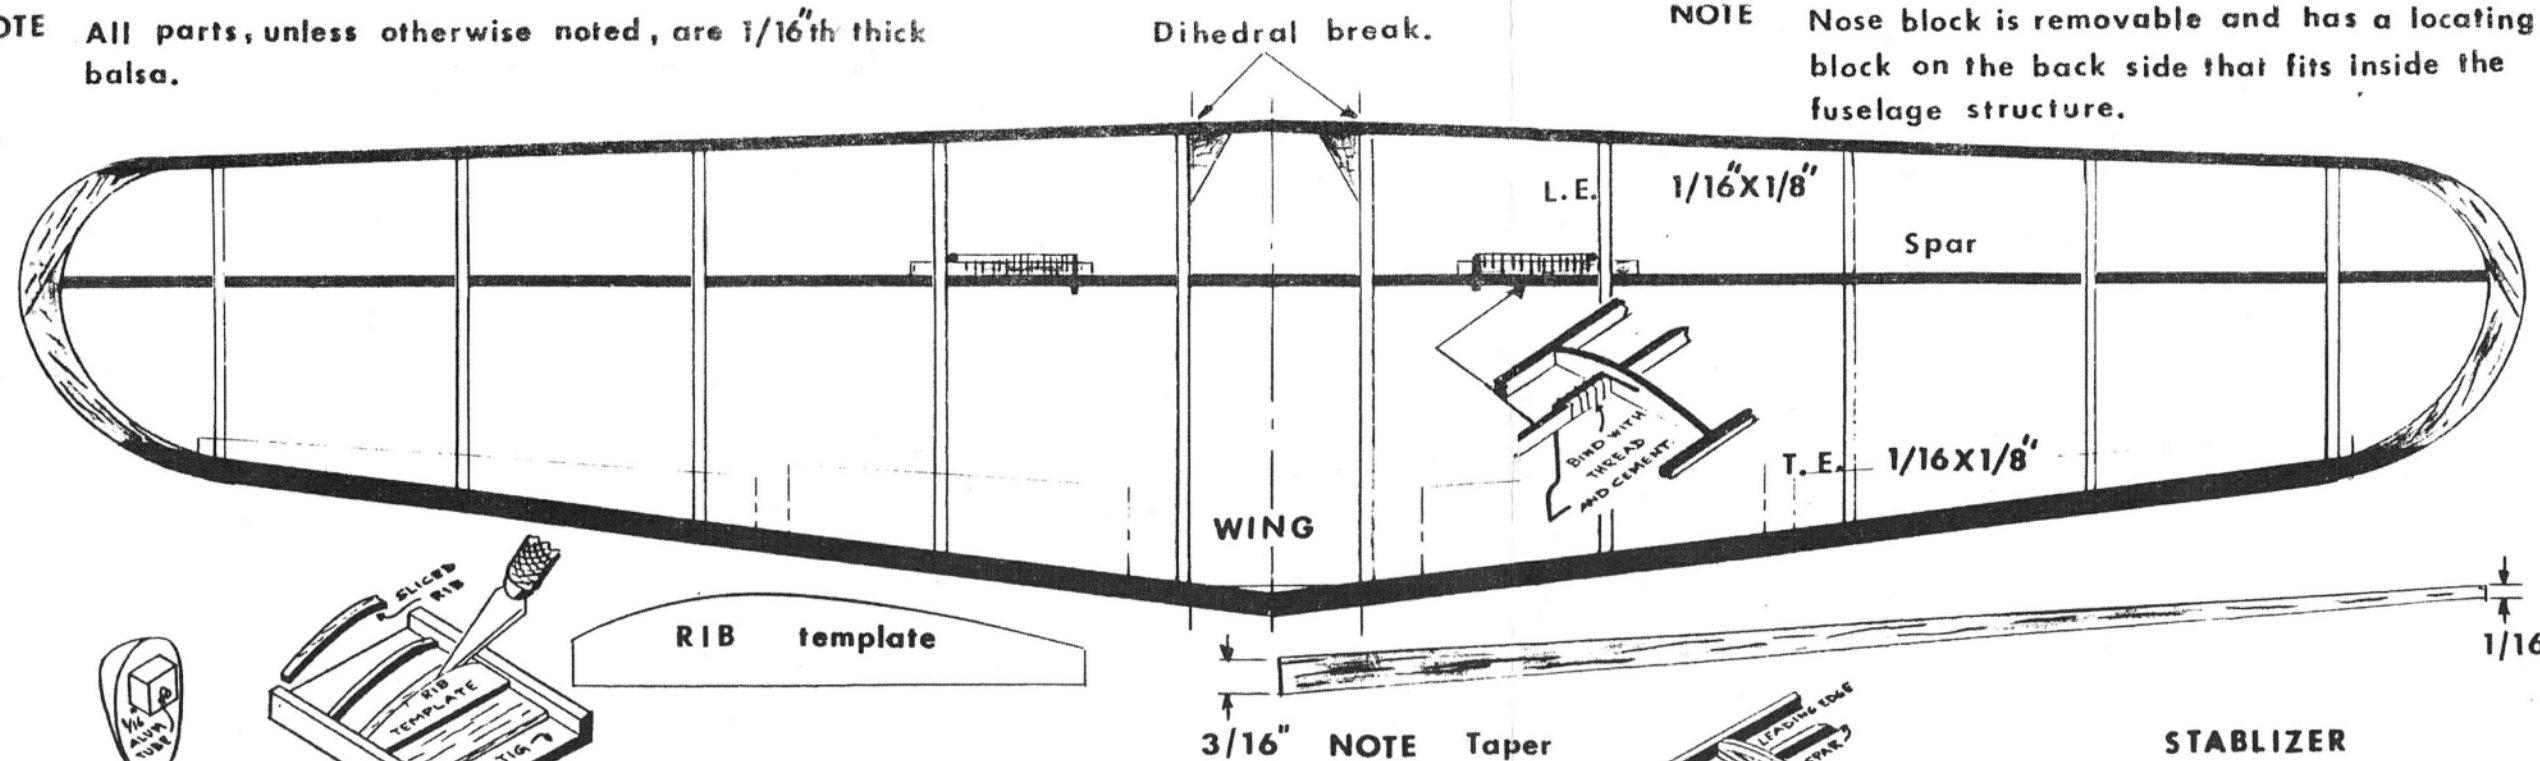 OTE All parts, unless otherwise noted, are 1/16"th thick
balsa.
Dihedral break.
NOTE Nose block is removable and has a locating
block on the back side that fits inside the
fuselage structure.
L.E. 1/16"X1/8"
Spar
BIND WITH
THREAD
AND CEMENT.
T.E. 1/16X1/8"
WING
SLICED
RIB
RIB template
RIB
TEMPLATE
1/16
ALUM
TUBE
3/16" NOTE Taper
1/16
LEADING EDGE
SPAR
STABLIZER